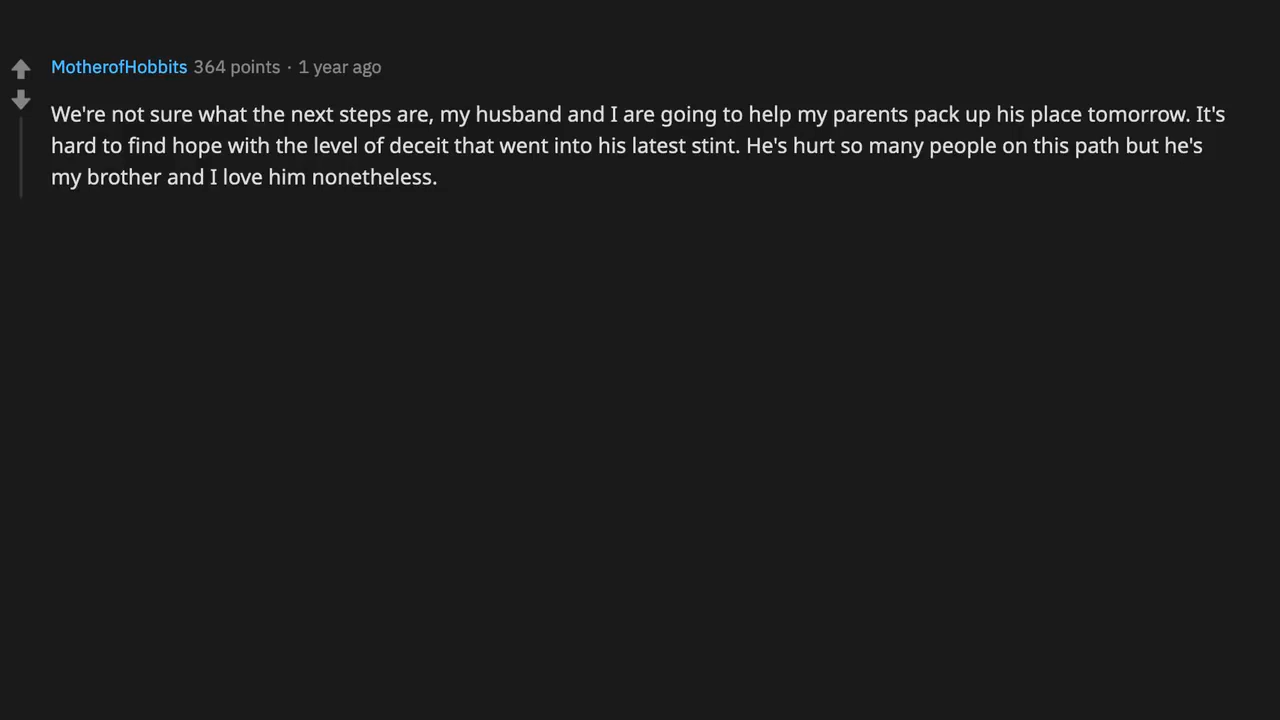 MotherofHobbits 364 points · 1 year ago
We're not sure what the next steps are, my husband and I are going to help my parents pack up his place tomorrow. It's
hard to find hope with the level of deceit that went into his latest stint. He's hurt so many people on this path but he's
my brother and I love him nonetheless.